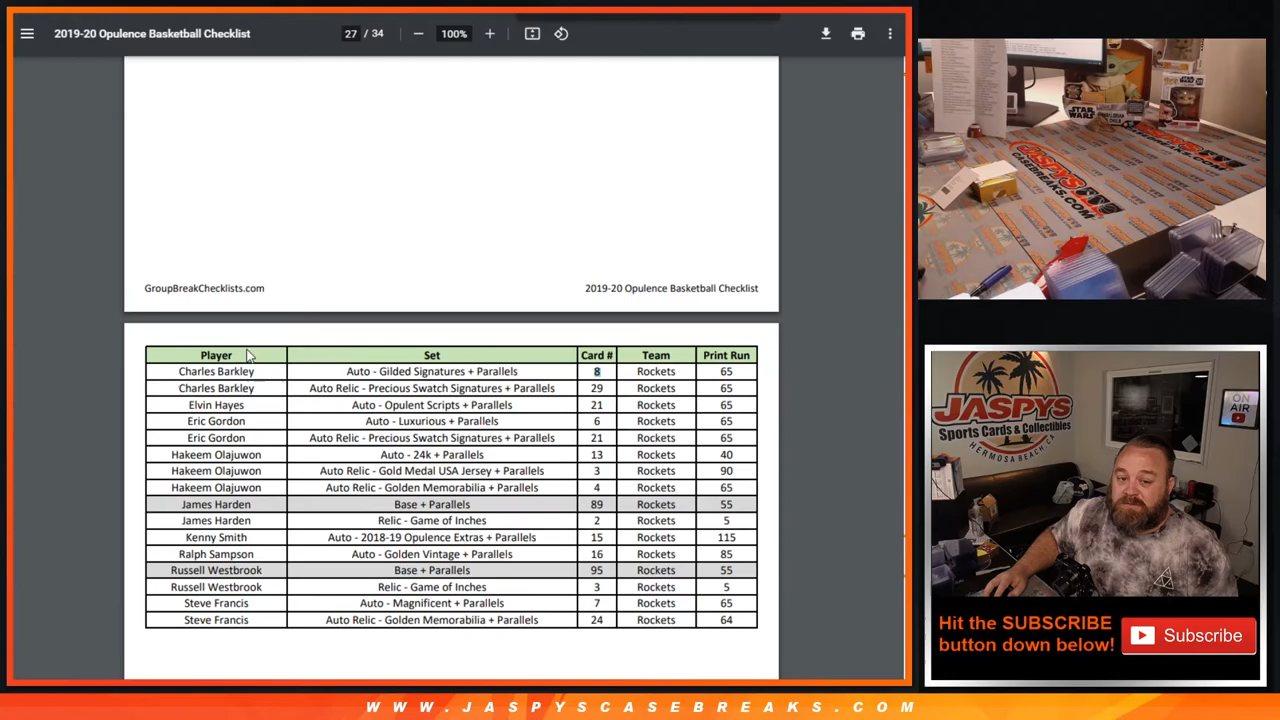 2019-20 Opulence Basketball Checklist 27 / 34 100%
GroupBreakChecklists.com 2019-20 Opulence Basketball Checklist
Player Set Card # Team Print Run
Charles Barkley Auto - Gilded Signatures + Parallels 8 Rockets 65
Charles Barkley Auto Relic - Precious Swatch Signatures + Parallels 29 Rockets 65
Elvin Hayes Auto - Opulent Scripts + Parallels 21 Rockets 65
Eric Gordon Auto - Luxurious + Parallels 6 Rockets 65
Eric Gordon Auto Relic - Precious Swatch Signatures + Parallels 21 Rockets 65
Hakeem Olajuwon Auto - 24k + Parallels 13 Rockets 40
Hakeem Olajuwon Auto Relic - Gold Medal USA Jersey + Parallels 3 Rockets 90
Hakeem Olajuwon Auto Relic - Golden Memorabilia + Parallels 4 Rockets 65
James Harden Base + Parallels 89 Rockets 55
James Harden Relic - Game of Inches 2 Rockets 5
Kenny Smith Auto - 2018-19 Opulence Extras + Parallels 15 Rockets 115
Ralph Sampson Auto - Golden Vintage + Parallels 16 Rockets 85
Russell Westbrook Base + Parallels 95 Rockets 55
Russell Westbrook Relic - Game of Inches 3 Rockets 5
Steve Francis Auto - Magnificent + Parallels 7 Rockets 65
Steve Francis Auto Relic - Golden Memorabilia + Parallels 24 Rockets 64
STAR WARS
JASPYS
CASEBREAKS.COM
JASPYS
CASEBREAKS.COM
JASPYS
Sports Cards & Collectibles
HERMOSA BEACH, CA
ON AIR
Hit the SUBSCRIBE
button down below!
Subscribe
WWW.JASPYSCASEBREAKS.COM